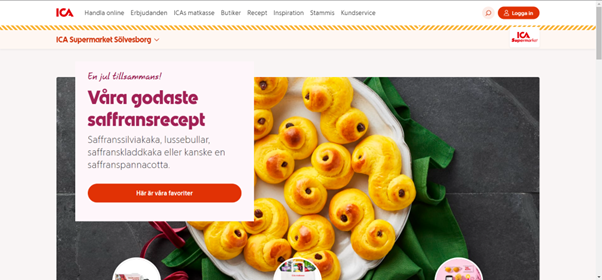 ICA Handla online Erbjudanden ICAs matkasse Butiker Recept Inspiration Stammis Kundservice Logga in
ICA Supermarket Sölvesborg
ICA
Supermarket
En jul tillsammans!
Våra godaste
saffransrecept
Saffranssilviakaka, lussebullar,
saffranskladdkaka eller kanske en
saffranspannacotta.
Här är våra favoriter